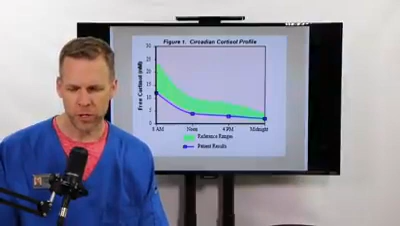 Figure 1. Circadian Cortisol Profile
Free Cortisol (nM)
30
25
20
15
10
5
0
8 AM Noon 4 PM Midnight
Reference Ranges
Patient Results